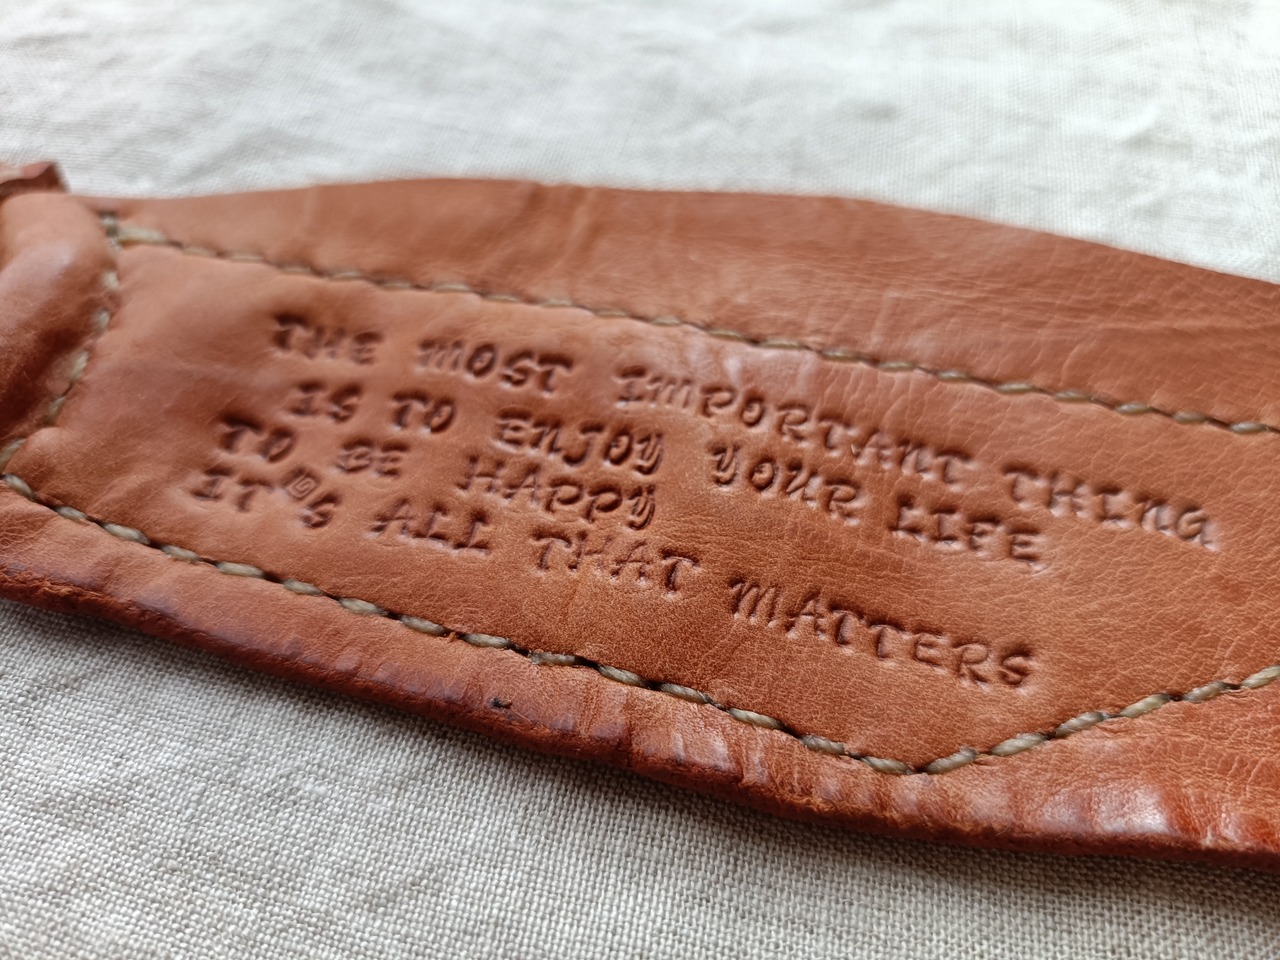 THE MOST IMPORTANT THING
IS TO ENJOY YOUR LIFE
TO BE HAPPY
IT'S ALL THAT MATTERS